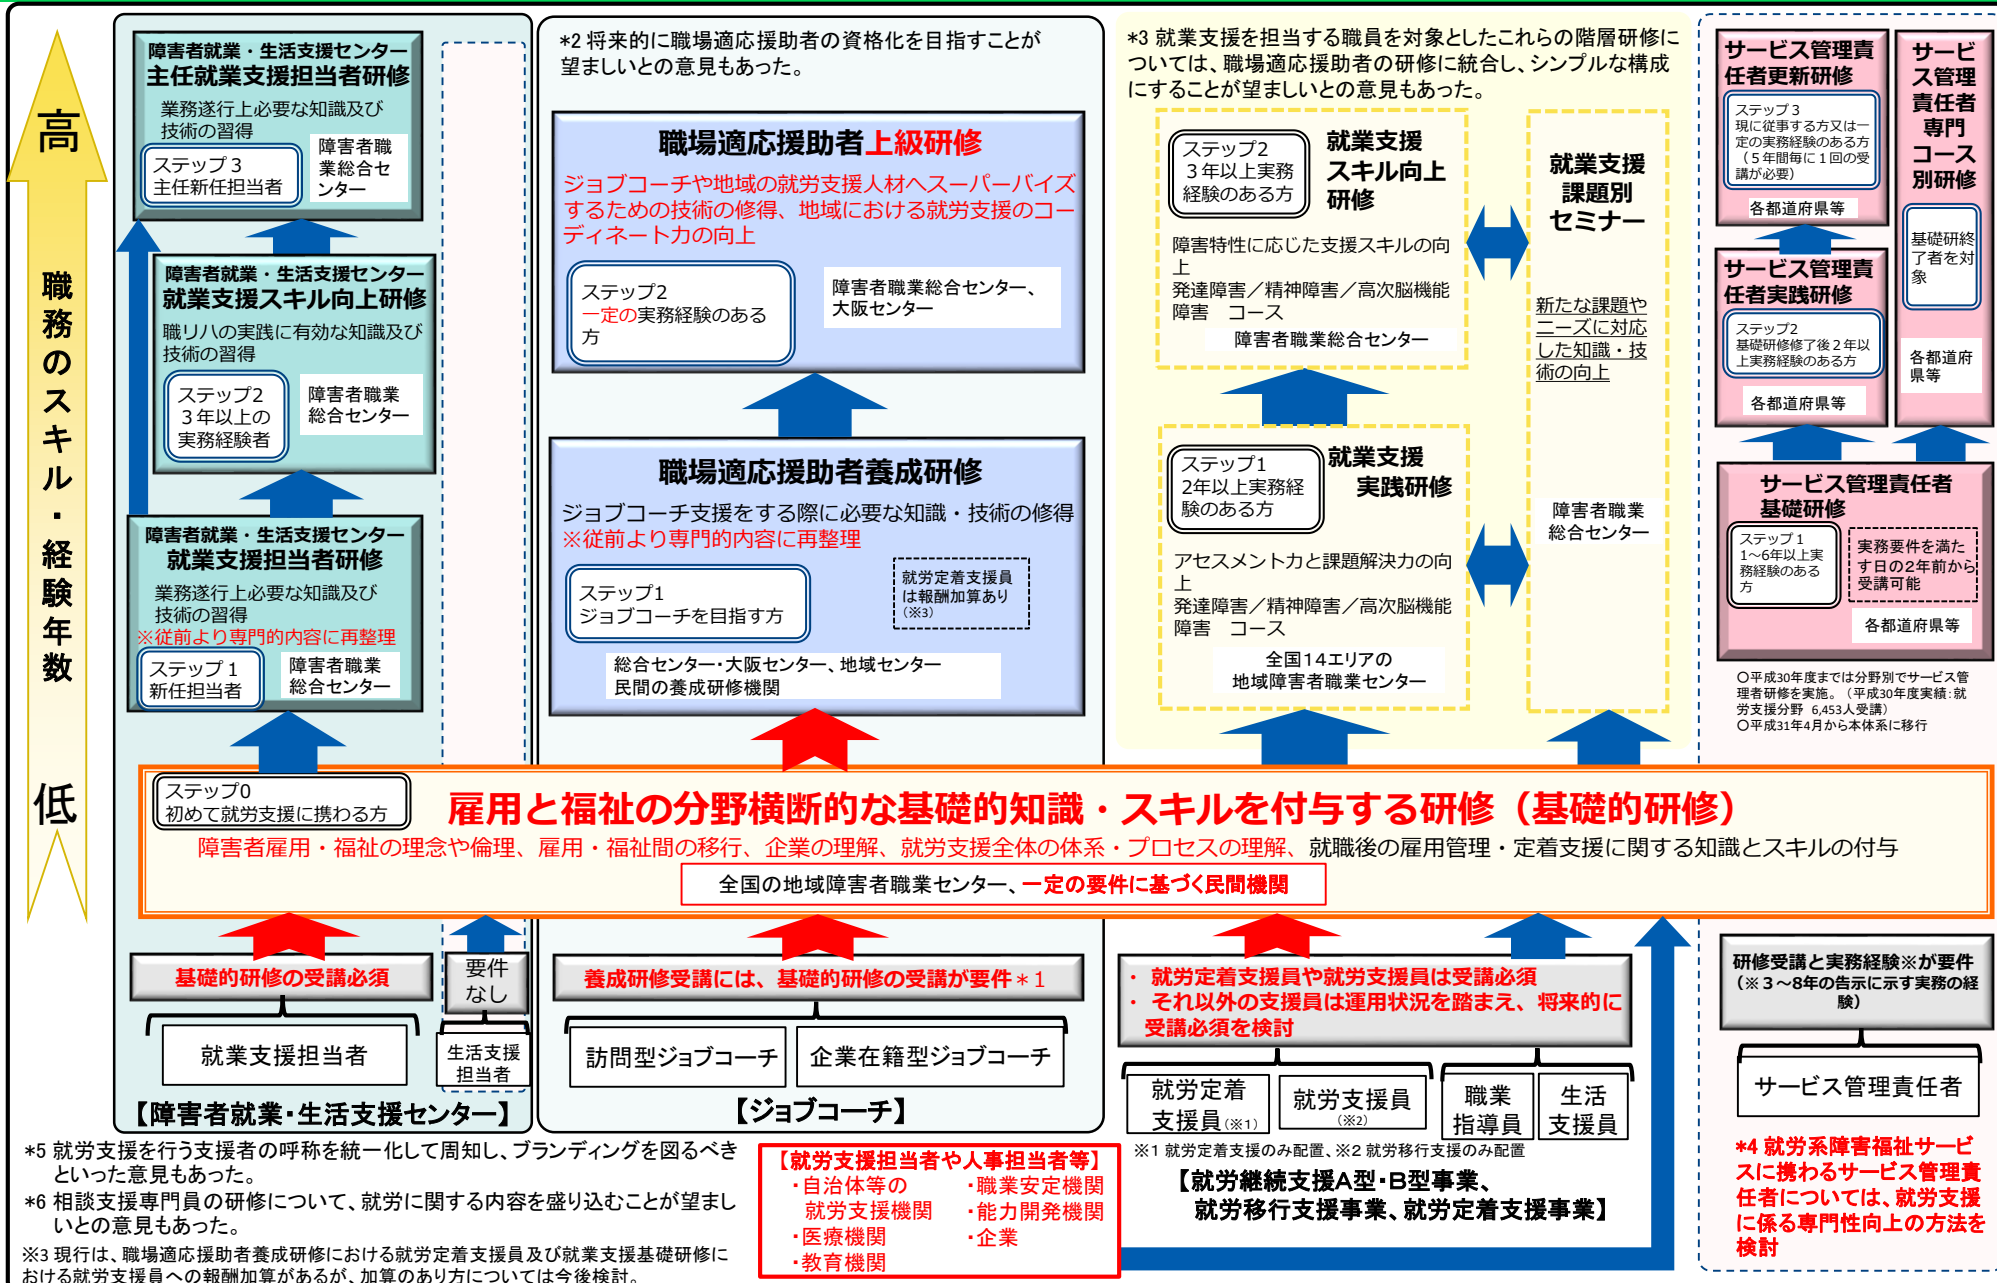 高
職務のスキル・経験年数
低
障害者就業・生活支援センター
主任就業支援担当者研修
業務遂行上必要な知識及び
技術の習得
ステップ3
主任新任担当者
障害者職
業総合セ
ンター
障害者就業・生活支援センター
就業支援スキル向上研修
職リハの実践に有効な知識及び
技術の習得
ステップ2
3年以上の
実務経験者
障害者職業
総合センター
障害者就業・生活支援センター
就業支援担当者研修
業務遂行上必要な知識及び
技術の習得
※従前より専門的内容に再整理
ステップ1
新任担当者
障害者職業
総合センター
*2 将来的に職場適応援助者の資格化を目指すことが
望ましいとの意見もあった。
職場適応援助者上級研修
ジョブコーチや地域の就労支援人材へスーパーバイズ
するための技術の修得、地域における就労支援のコー
ディネート力の向上
ステップ2
一定の実務経験のある
方
障害者職業総合センター、
大阪センター
職場適応援助者養成研修
ジョブコーチ支援をする際に必要な知識・技術の修得
※従前より専門的内容に再整理
ステップ1
ジョブコーチを目指す方
就労定着支援員
は報酬加算あり
(※3)
総合センター・大阪センター、地域センター
民間の養成研修機関
*3 就業支援を担当する職員を対象としたこれらの階層研修に
ついては、職場適応援助者の研修に統合し、シンプルな構成
にすることが望ましいとの意見もあった。
ステップ2
3年以上実務
経験のある方
就業支援
スキル向上
研修
障害特性に応じた支援スキルの向
上
発達障害/精神障害/高次脳機能
障害 コース
障害者職業総合センター
ステップ1
2年以上実務経
験のある方
就業支援
実践研修
アセスメント力と課題解決力の向
上
発達障害/精神障害/高次脳機能
障害 コース
全国14エリアの
地域障害者職業センター
就業支援
課題別
セミナー
新たな課題や
ニーズに対応
した知識・技
術の向上
障害者職業
総合センター
サービス管理責
任者更新研修
ステップ3
現に従事する方又は一
定の実務経験のある方
(5年間毎に1回の受
講が必要)
各都道府県等
サービス管理責
任者実践研修
ステップ2
基礎研修修了後2年以
上実務経験のある方
各都道府県等
サービ
ス管理
責任者
専門
コース
別研修
基礎研終
了者を対
象
各都道府
県等
サービス管理責任者
基礎研修
ステップ1
1~6年以上実
務経験のある
方
実務要件を満た
す日の2年前から
受講可能
各都道府県等
○平成30年度までは分野別でサービス管
理者研修を実施。(平成30年度実績:就
労支援分野 6,453人受講)
○平成31年4月から本体系に移行
ステップ0
初めて就労支援に携わる方
雇用と福祉の分野横断的な基礎的知識・スキルを付与する研修(基礎的研修)
障害者雇用・福祉の理念や倫理、雇用・福祉間の移行、企業の理解、就労支援全体の体系・プロセスの理解、就職後の雇用管理・定着支援に関する知識とスキルの付与
全国の地域障害者職業センター、一定の要件に基づく民間機関
基礎的研修の受講必須
要件
なし
就業支援担当者
生活支援
担当者
【障害者就業・生活支援センター】
養成研修受講には、基礎的研修の受講が要件*1
訪問型ジョブコーチ
企業在籍型ジョブコーチ
【ジョブコーチ】
・ 就労定着支援員や就労支援員は受講必須
・ それ以外の支援員は運用状況を踏まえ、将来的に
受講必須を検討
就労定着
支援員(※1)
就労支援員
(※2)
職業
指導員
生活
支援員
※1 就労定着支援のみ配置、※2 就労移行支援のみ配置
【就労継続支援A型・B型事業、
就労移行支援事業、就労定着支援事業】
研修受講と実務経験※が要件
(※3~8年の告示に示す実務の経
験)
サービス管理責任者
*4 就労系障害福祉サービ
スに携わるサービス管理責
任者については、就労支援
に係る専門性向上の方法を
検討
*5 就労支援を行う支援者の呼称を統一化して周知し、ブランディングを図るべき
といった意見もあった。
*6 相談支援専門員の研修について、就労に関する内容を盛り込むことが望まし
いとの意見もあった。
※3 現行は、職場適応援助者養成研修における就労定着支援員及び就業支援基礎研修に
おける就労支援員への報酬加算があるが、加算のあり方については今後検討。
【就労支援担当者や人事担当者等】
・自治体等の
就労支援機関
・医療機関
・教育機関
・職業安定機関
・能力開発機関
・企業